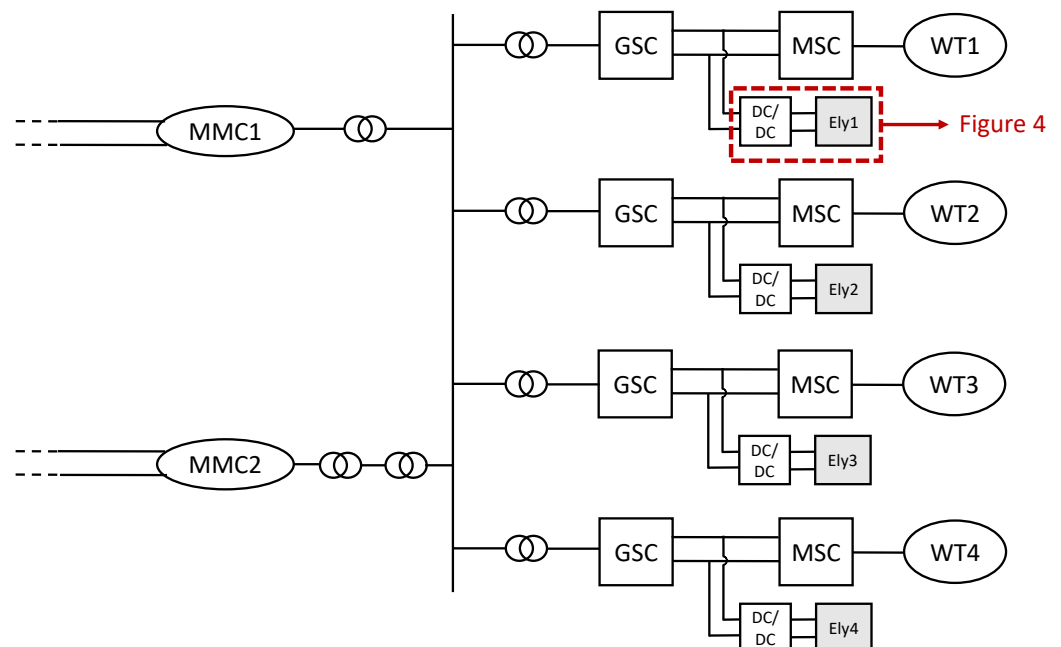 GSC
MSC
WT1
DC/
DC
Ely1
Figure 4
MMC1
GSC
MSC
WT2
DC/
DC
Ely2
GSC
MSC
WT3
DC/
DC
Ely3
MMC2
GSC
MSC
WT4
DC/
DC
Ely4